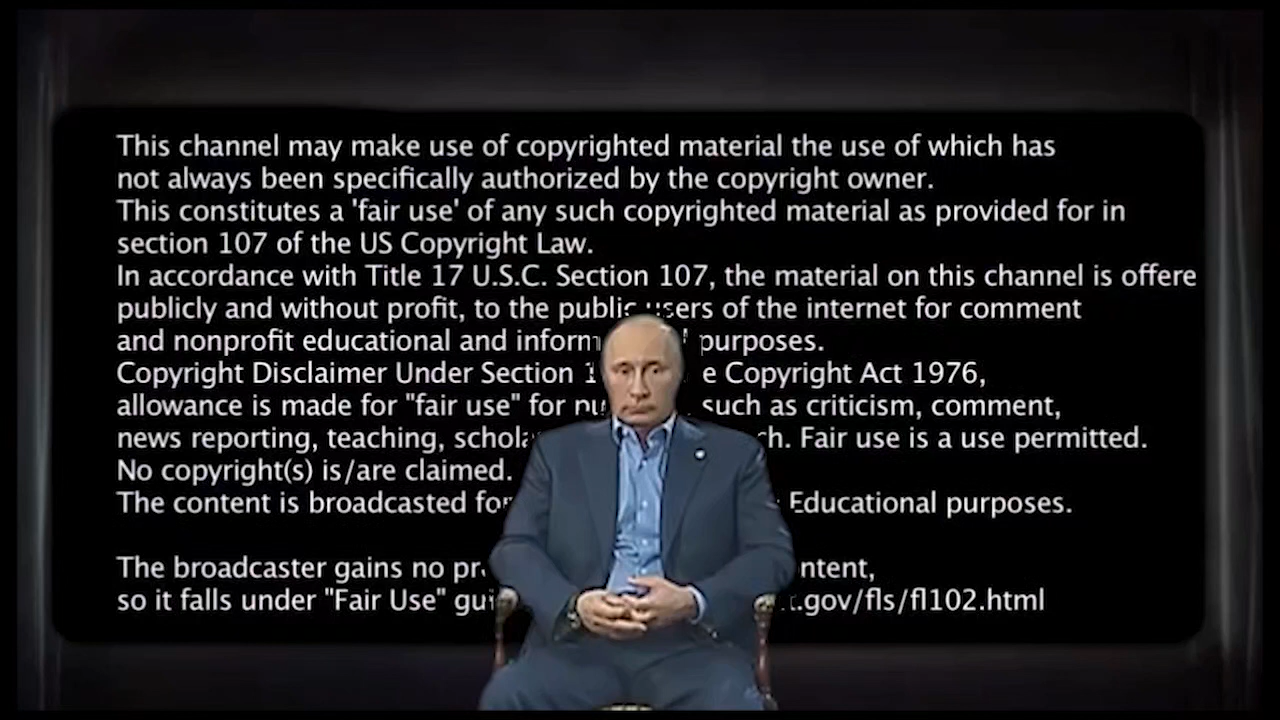 This channel may make use of copyrighted material the use of which has
not always been specifically authorized by the copyright owner.
This constitutes a 'fair use' of any such copyrighted material as provided for in
section 107 of the US Copyright Law.
In accordance with Title 17 U.S.C. Section 107, the material on this channel is offere
publicly and without profit, to the public users of the internet for comment
and nonprofit educational and purposes.
Copyright Disclaimer Under Section Copyright Act 1976,
allowance is made for "fair use" for such as criticism, comment,
news reporting, teaching, Fair use is a use permitted.
No copyright(s) is/are claimed.
The content is broadcasted for Educational purposes.
The broadcaster gains no
so it falls under "Fair Use" .gov/fls/fl102.html